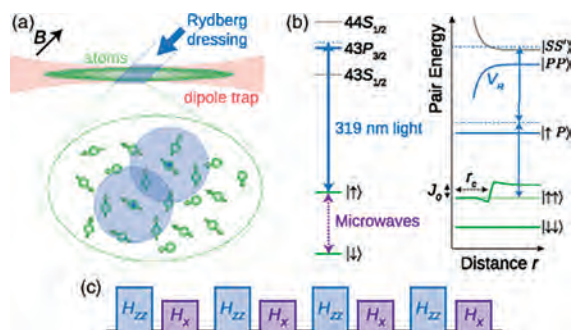 (a)
B
Rydberg
dressing
atoms
dipole trap
(b)
44S1/2
43P3/2
43S1/2
319 nm light
|↑⟩
Microwaves
|↓⟩
Pair Energy
|SS'⟩
|PP⟩
VR
|↑ P⟩
rc
J0
|↑↑⟩
|↓↓⟩
Distance r
(c)
Hzz Hx Hzz Hx Hzz Hx Hzz Hx